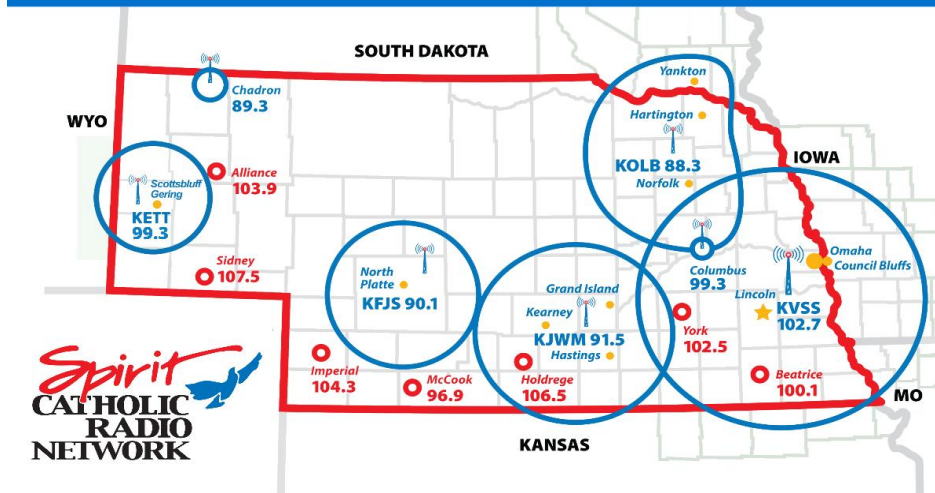 SOUTH DAKOTA
WYO
IOWA
MO
KANSAS
Chadron
89.3
Yankton
Hartington
KOLB 88.3
Norfolk
Alliance
103.9
Scottsbluff
Gering
KETT
99.3
Sidney
107.5
North
Platte
KFJS 90.1
Grand Island
Kearney
KJWM 91.5
Hastings
Columbus
99.3
Omaha
Council Bluffs
Lincoln
KVSS
102.7
York
102.5
Imperial
104.3
McCook
96.9
Holdrege
106.5
Beatrice
100.1
Spirit
CATHOLIC
RADIO
NETWORK